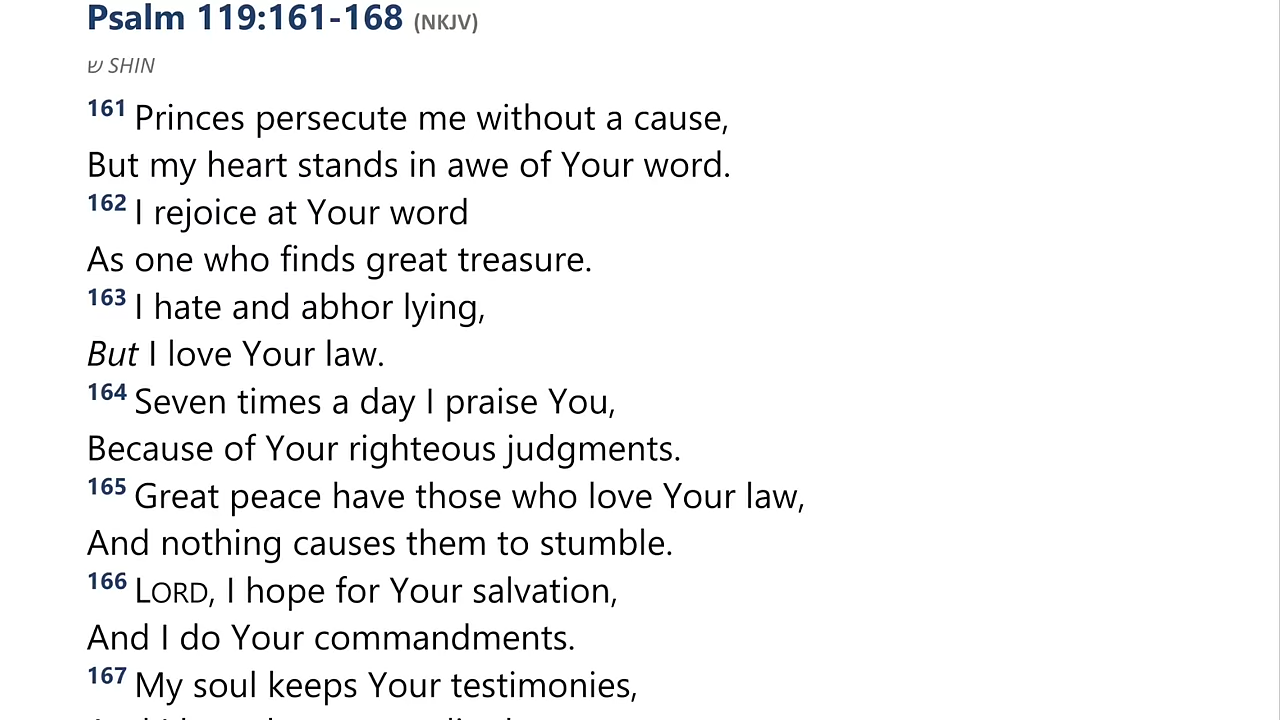 Psalm 119:161-168 (NKJV)
ש SHIN
161 Princes persecute me without a cause,
But my heart stands in awe of Your word.
162 I rejoice at Your word
As one who finds great treasure.
163 I hate and abhor lying,
But I love Your law.
164 Seven times a day I praise You,
Because of Your righteous judgments.
165 Great peace have those who love Your law,
And nothing causes them to stumble.
166 LORD, I hope for Your salvation,
And I do Your commandments.
167 My soul keeps Your testimonies,